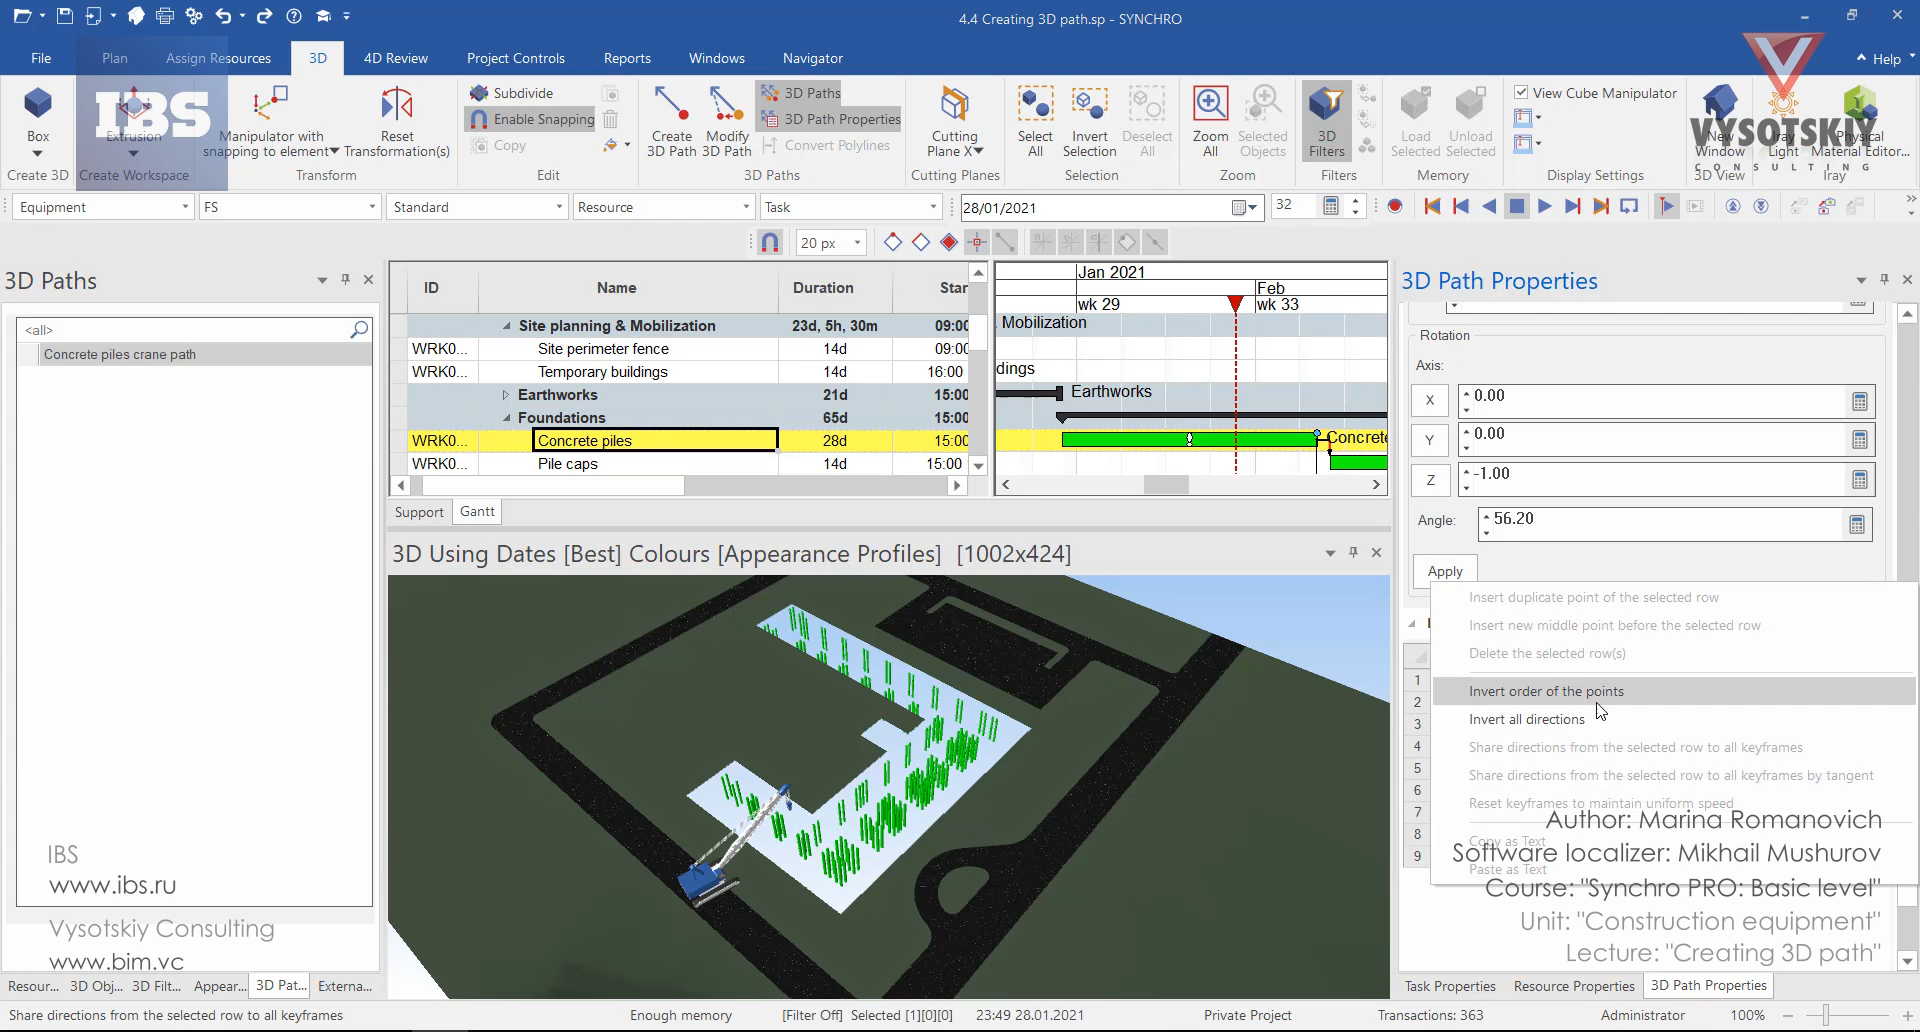 4.4 Creating 3D path.sp - SYNCHRO
File
Plan
Assign Resources
3D
4D Review
Project Controls
Reports
Windows
Navigator
Help
IBS
Box
Create 3D
Extrusion
Create Workspace
Manipulator with
snapping to element
Reset
Transformation(s)
Transform
Subdivide
Enable Snapping
Copy
Edit
Create
3D Path
Modify
3D Path
3D Paths
3D Path Properties
Convert Polylines
3D Paths
Cutting
Plane X
Cutting Planes
Select
All
Invert
Selection
Deselect
All
Selection
Zoom
All
Selected
Objects
Zoom
3D
Filters
Filters
Load
Selected
Unload
Selected
Memory
View Cube Manipulator
Display Settings
New
Window
3D View
Iray
Light
Physical
Material Editor...
Iray
VYSOTSKIY
CONSULTING
Equipment
FS
Standard
Resource
Task
28/01/2021
32
20 px
3D Paths
<all>
Concrete piles crane path
ID
Name
Duration
Star
Site planning & Mobilization
23d, 5h, 30m
09:00
WRK0...
Site perimeter fence
14d
09:00
WRK0...
Temporary buildings
14d
16:00
Earthworks
21d
15:00
Foundations
65d
15:00
WRK0...
Concrete piles
28d
15:00
WRK0...
Pile caps
14d
15:00
Jan 2021
Feb
wk 29
wk 33
Mobilization
dings
Earthworks
Concrete
Support
Gantt
3D Using Dates [Best] Colours [Appearance Profiles] [1002x424]
3D Path Properties
Rotation
Axis:
X
0.00
Y
0.00
Z
-1.00
Angle:
56.20
Apply
1
2
3
4
5
6
7
8
9
Insert duplicate point of the selected row
Insert new middle point before the selected row
Delete the selected row(s)
Invert order of the points
Invert all directions
Share directions from the selected row to all keyframes
Share directions from the selected row to all keyframes by tangent
Reset keyframes to maintain uniform speed
Copy as Text
Paste as Text
Author: Marina Romanovich
Software localizer: Mikhail Mushurov
Course: "Synchro PRO: Basic level"
Unit: "Construction equipment"
Lecture: "Creating 3D path"
IBS
www.ibs.ru
Vysotskiy Consulting
www.bim.vc
Resour...
3D Obj...
3D Filt...
Appear...
3D Pat...
Externa...
Task Properties
Resource Properties
3D Path Properties
Share directions from the selected row to all keyframes
Enough memory
[Filter Off]
Selected [1][0][0]
23:49 28.01.2021
Private Project
Transactions: 363
Administrator
100%